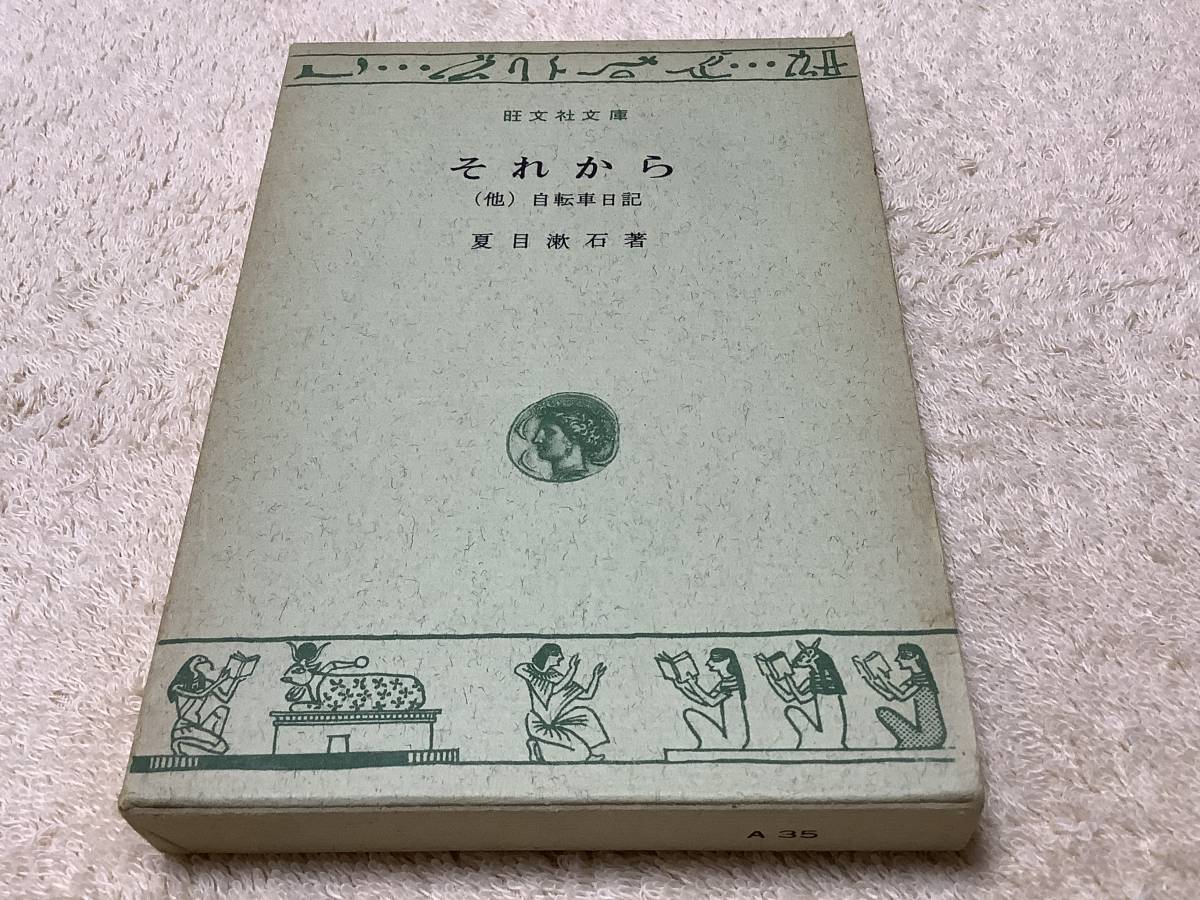 旺文社文庫
それから
（他）自転車日記
夏目漱石著
A 35